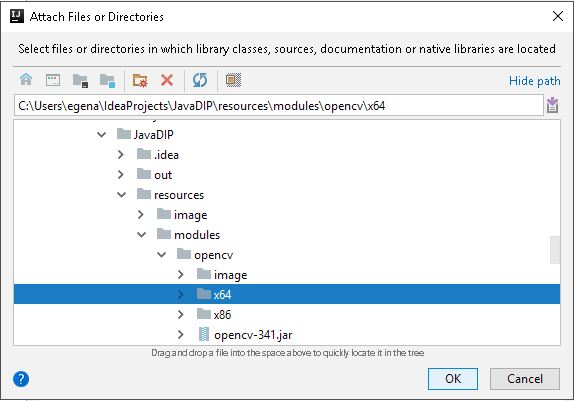 Attach Files or Directories
Select files or directories in which library classes, sources, documentation or native libraries are located
Hide path
C:\Users\egena\IdeaProjects\JavaDIP\resources\modules\opencv\x64
JavaDIP
.idea
out
resources
image
modules
opencv
image
x64
x86
opencv-341.jar
Drag and drop a file into the space above to quickly locate it in the tree
? OK Cancel